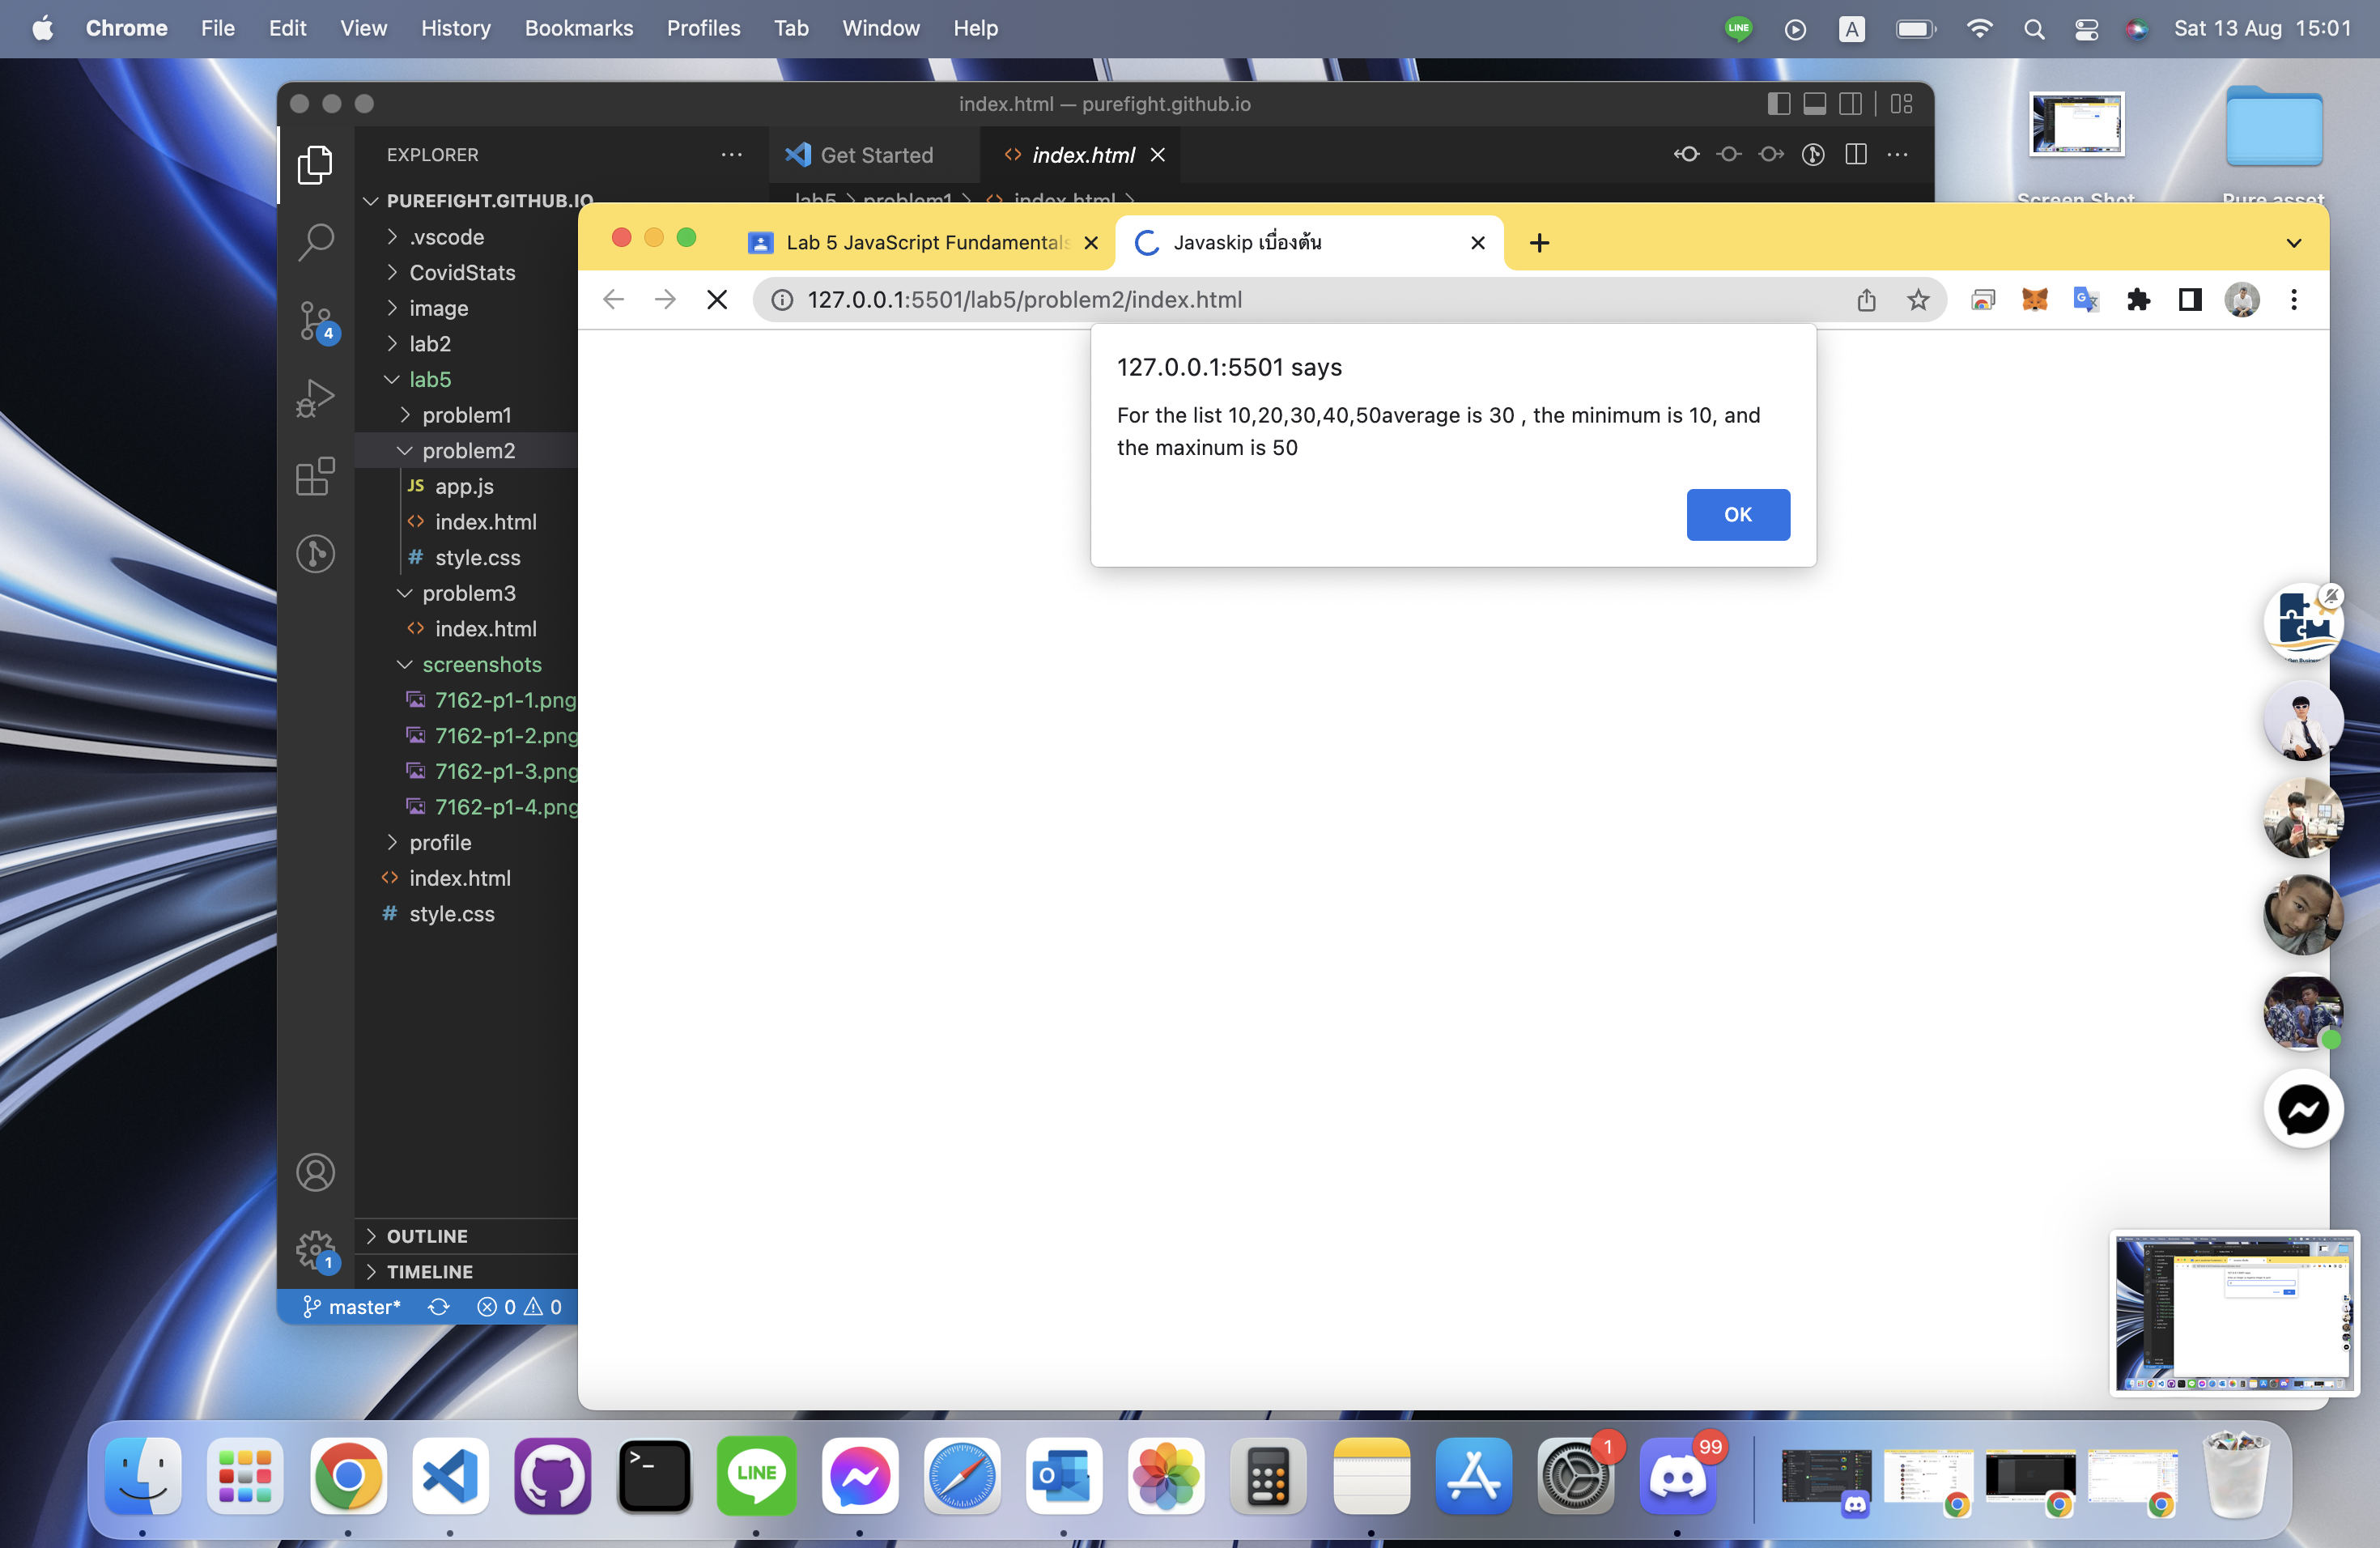 Chrome File Edit View History Bookmarks Profiles Tab Window Help
LINE A Sat 13 Aug 15:01
index.html — purefight.github.io
EXPLORER
Get Started
index.html
PUREFIGHT.GITHUB.IO
lab5 > problem1 > index.html >
Screen Shot
Pure asset
.vscode
CovidStats
image
lab2
lab5
problem1
problem2
JS app.js
index.html
# style.css
problem3
index.html
screenshots
7162-p1-1.png
7162-p1-2.png
7162-p1-3.png
7162-p1-4.png
profile
index.html
# style.css
OUTLINE
TIMELINE
4
1
master* 0 0
Lab 5 JavaScript Fundamentals
Javaskip เบื่องต้น
127.0.0.1:5501/lab5/problem2/index.html
127.0.0.1:5501 says
For the list 10,20,30,40,50average is 30 , the minimum is 10, and
the maxinum is 50
OK
LINE
1
99